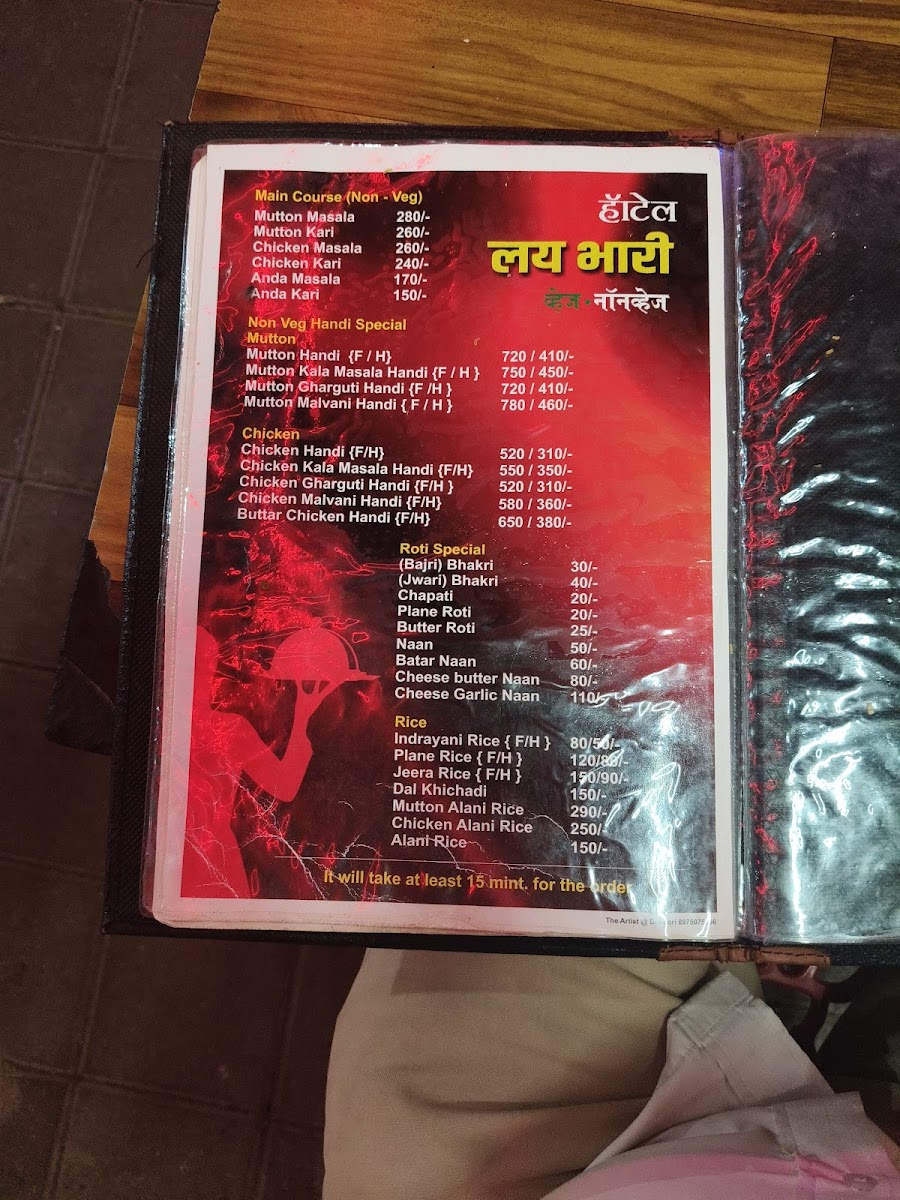 Main Course (Non - Veg)
Mutton Masala 280/-
Mutton Kari 260/-
Chicken Masala 260/-
Chicken Kari 240/-
Anda Masala 170/-
Anda Kari 150/-
हॅाटेल
लय भारी
व्हेज - नॉनव्हेज
Non Veg Handi Special
Mutton
Mutton Handi {F / H} 720 / 410/-
Mutton Kala Masala Handi {F / H } 750 / 450/-
Mutton Gharguti Handi {F /H } 720 / 410/-
Mutton Malvani Handi { F / H } 780 / 460/-
Chicken
Chicken Handi {F/H} 520 / 310/-
Chicken Kala Masala Handi {F/H} 550 / 350/-
Chicken Gharguti Handi {F/H } 520 / 310/-
Chicken Malvani Handi {F/H} 580 / 360/-
Buttar Chicken Handi {F/H} 650 / 380/-
Roti Special
(Bajri) Bhakri 30/-
(Jwari) Bhakri 40/-
Chapati 20/-
Plane Roti 20/-
Butter Roti 25/-
Naan 50/-
Batar Naan 60/-
Cheese butter Naan 80/-
Cheese Garlic Naan 110/-
Rice
Indrayani Rice { F/H } 80/50/-
Plane Rice { F/H } 120/80/-
Jeera Rice { F/H } 150/90/-
Dal Khichadi 150/-
Mutton Alani Rice 290/-
Chicken Alani Rice 250/-
Alani Rice 150/-
It will take at least 15 mint. for the order
The Artist @